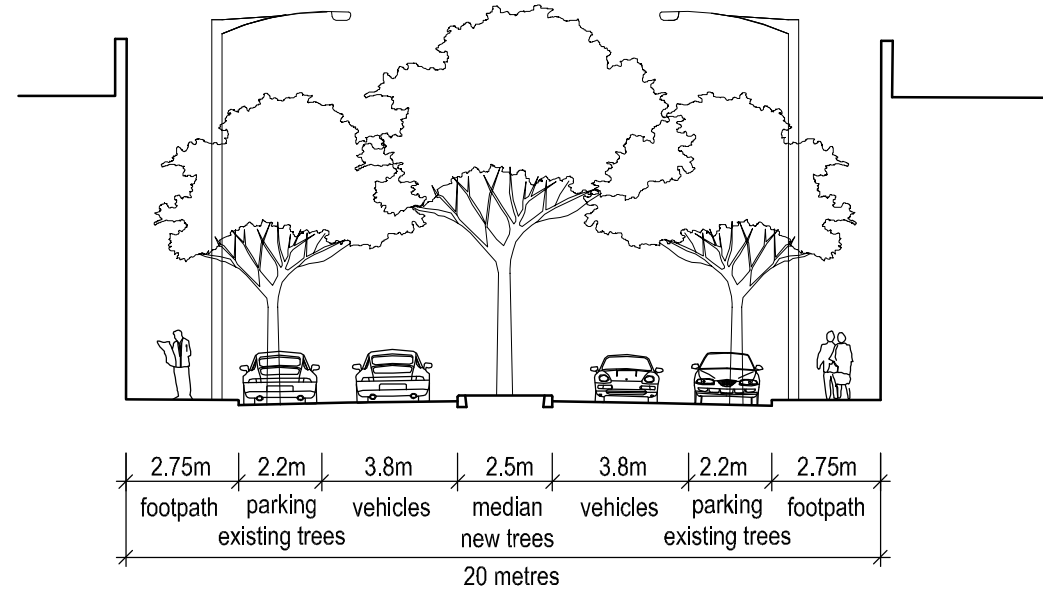 2.75m 2.2m 3.8m 2.5m 3.8m 2.2m 2.75m
footpath parking vehicles median vehicles parking footpath
existing trees new trees existing trees
20 metres